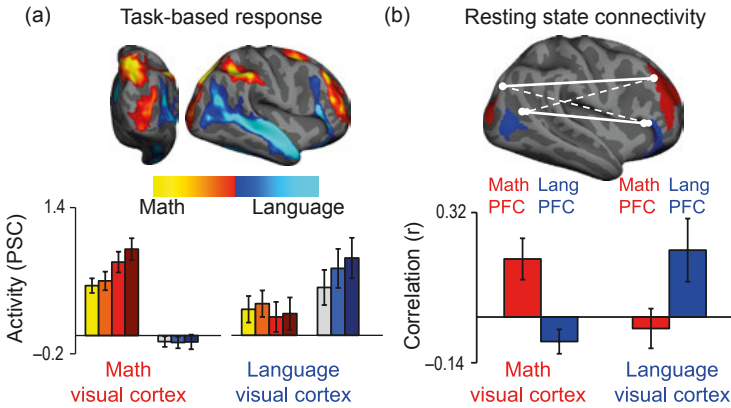 (a)
Task-based response
Math
Language
1.4
Activity (PSC)
–0.2
Math
visual cortex
Language
visual cortex
(b)
Resting state connectivity
Math
PFC
Lang
PFC
Math
PFC
Lang
PFC
0.32
Correlation (r)
–0.14
Math
visual cortex
Language
visual cortex